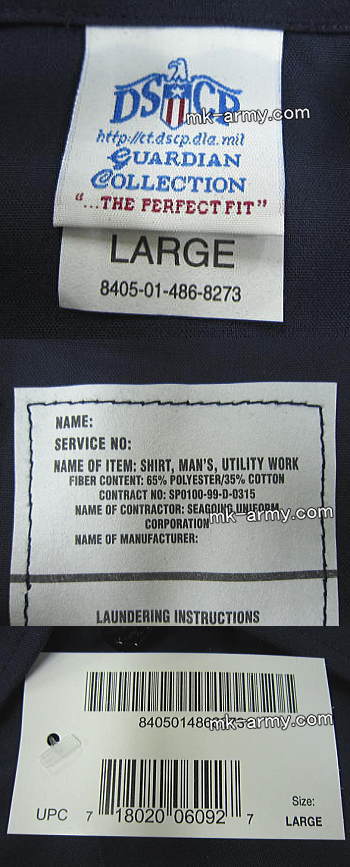 DSCP
mk-army.com
http://ct.dscp.dla.mil
GUARDIAN
COLLECTION
"...THE PERFECT FIT"
LARGE
8405-01-486-8273
NAME:
SERVICE NO:
NAME OF ITEM: SHIRT, MAN'S, UTILITY WORK
FIBER CONTENT: 65% POLYESTER/35% COTTON
CONTRACT NO: SP0100-99-D-0315
NAME OF CONTRACTOR: SEAGOING UNIFORM
CORPORATION
mk-army.com
NAME OF MANUFACTURER:
LAUNDERING INSTRUCTIONS
840501486
mk-army.com
UPC 7 18020 06092 7
Size:
LARGE